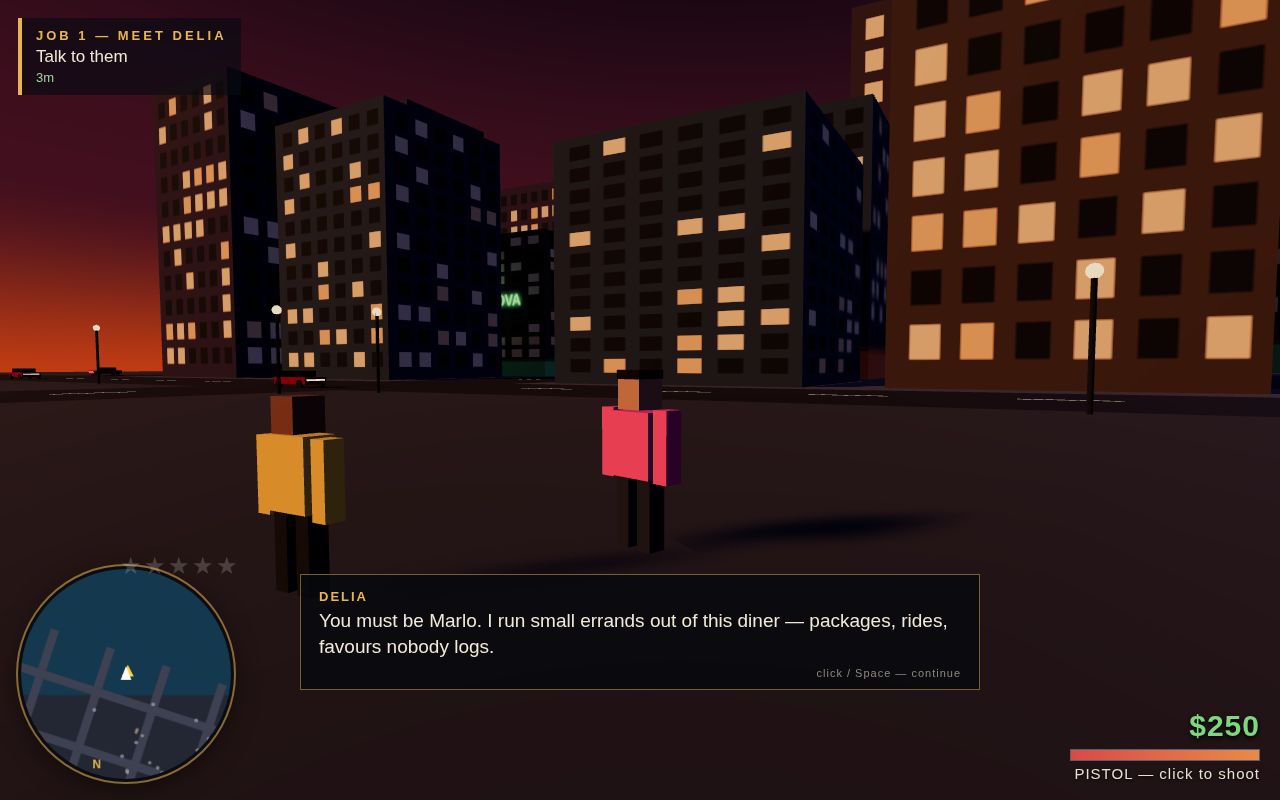 JOB 1 — MEET DELIA
Talk to them
3m
OVA
DELIA
You must be Marlo. I run small errands out of this diner — packages, rides,
favours nobody logs.
click / Space — continue
N
$250
PISTOL — click to shoot